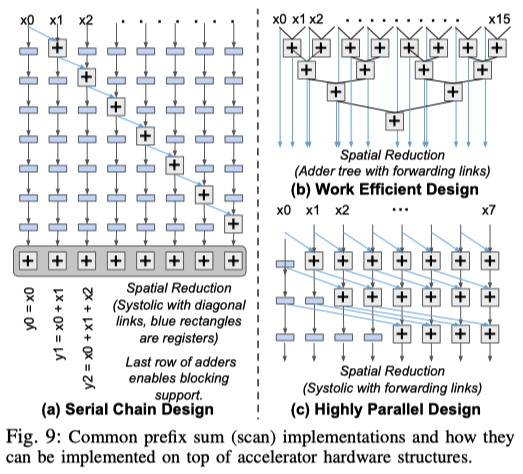 x0 x1 x2 . . . . . .
+
+
+
+
+
+
+
+ + + + + + + +
y0 = x0
y1 = x0 + x1
y2 = x0 + x1 + x2
Spatial Reduction
(Systolic with diagonal
links, blue rectangles
are registers)
Last row of adders
enables blocking
support.
(a) Serial Chain Design
x0 x1 x2 . . . . . . . . . . x15
+ + + + + + + +
+ + + +
+ +
+
Spatial Reduction
(Adder tree with forwarding links)
(b) Work Efficient Design
x0 x1 x2 ... x7
+ + + + + + +
+ + + + + +
+ + + +
Spatial Reduction
(Systolic with forwarding links)
(c) Highly Parallel Design
Fig. 9: Common prefix sum (scan) implementations and how they
can be implemented on top of accelerator hardware structures.